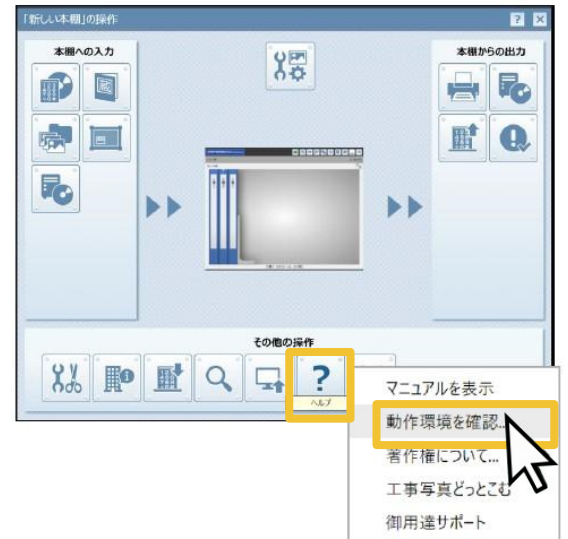 「新しい本棚」の操作
本棚への入力
本棚からの出力
その他の操作
ヘルプ
マニュアルを表示
動作環境を確認...
著作権について...
工事写真どっとこむ
御用達サポート